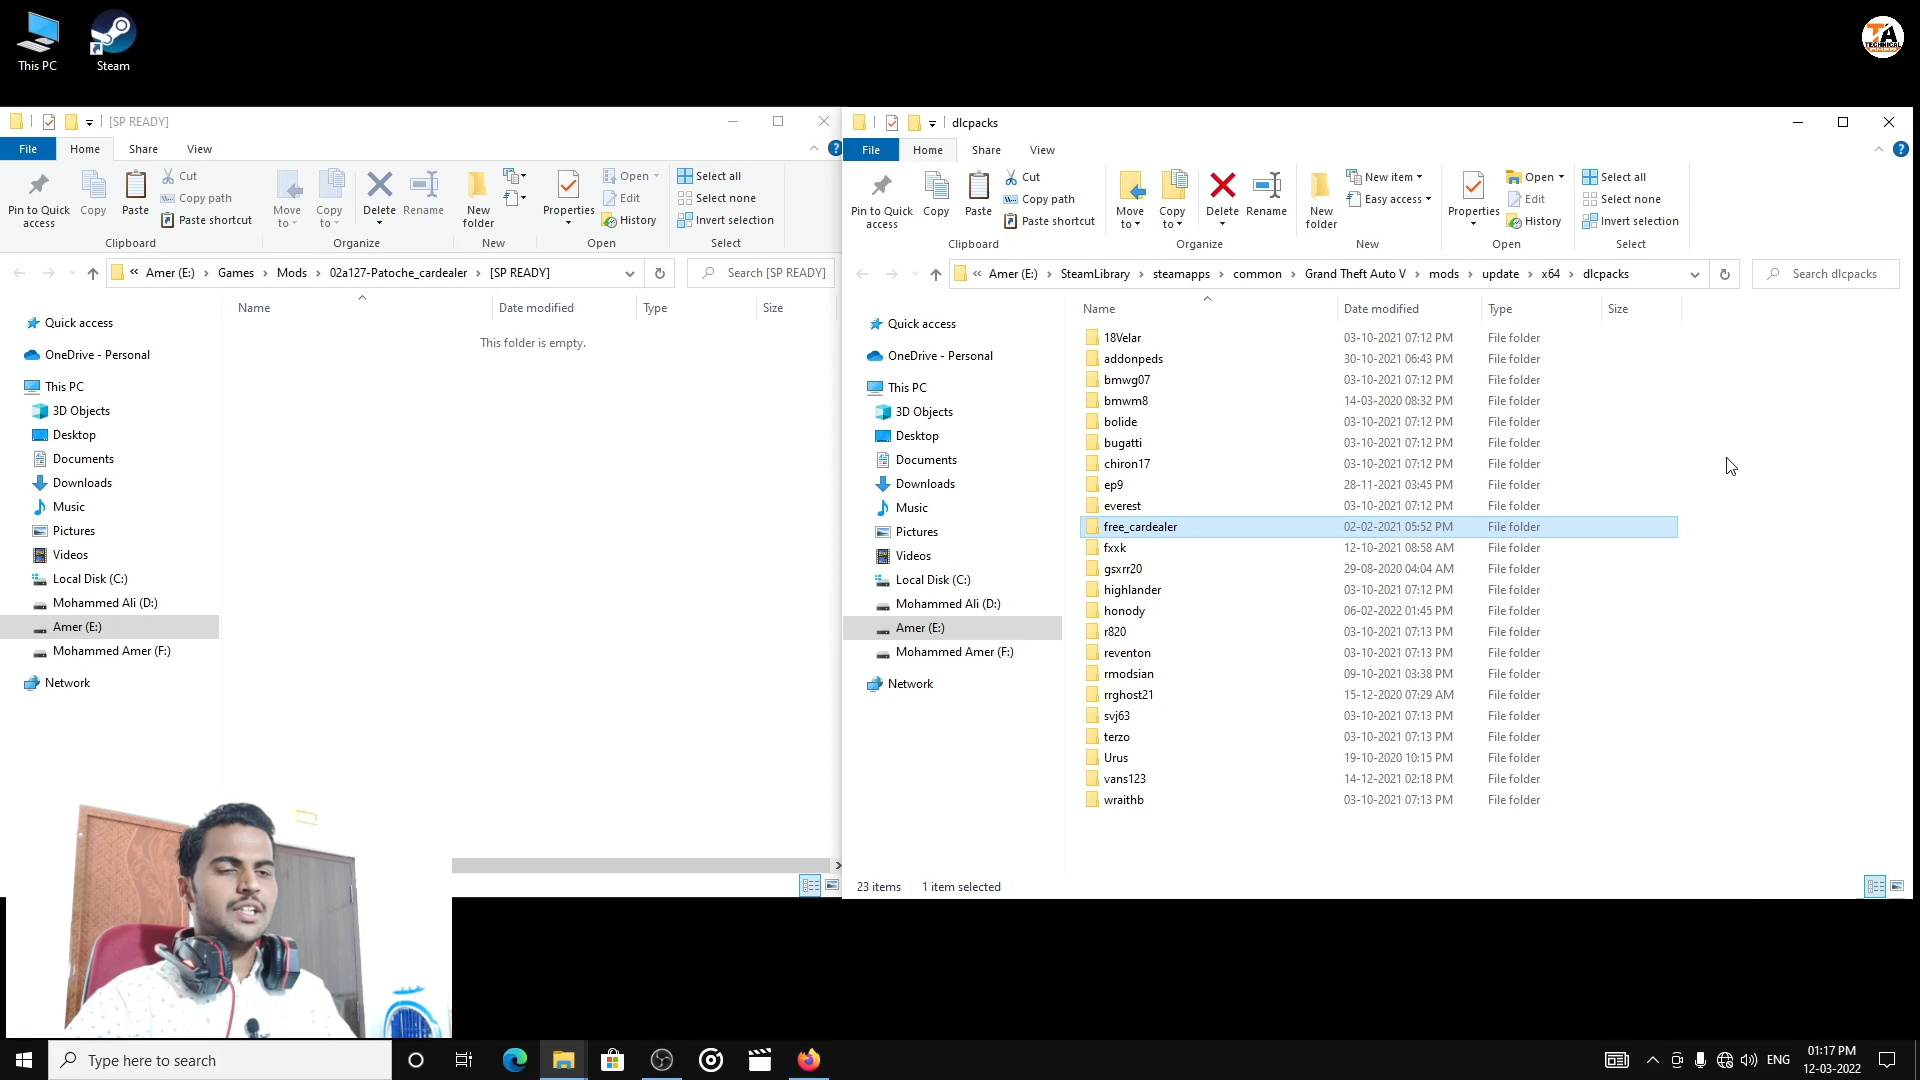 This PC
Steam
TA
TECHNICAL
[SP READY]
File
Home
Share
View
Pin to Quick access
Copy
Paste
Cut
Copy path
Paste shortcut
Clipboard
Move to
Copy to
Delete
Rename
Organize
New folder
New
Properties
Open
Edit
History
Open
Select all
Select none
Invert selection
Select
« Amer (E:) > Games > Mods > 02a127-Patoche_cardealer > [SP READY]
Search [SP READY]
Name Date modified Type Size
This folder is empty.
Quick access
OneDrive - Personal
This PC
3D Objects
Desktop
Documents
Downloads
Music
Pictures
Videos
Local Disk (C:)
Mohammed Ali (D:)
Amer (E:)
Mohammed Amer (F:)
Network
dlcpacks
File
Home
Share
View
Pin to Quick access
Copy
Paste
Cut
Copy path
Paste shortcut
Clipboard
Move to
Copy to
Delete
Rename
Organize
New folder
New item
Easy access
New
Properties
Open
Edit
History
Open
Select all
Select none
Invert selection
Select
« Amer (E:) > SteamLibrary > steamapps > common > Grand Theft Auto V > mods > update > x64 > dlcpacks
Search dlcpacks
Quick access
OneDrive - Personal
This PC
3D Objects
Desktop
Documents
Downloads
Music
Pictures
Videos
Local Disk (C:)
Mohammed Ali (D:)
Amer (E:)
Mohammed Amer (F:)
Network
Name Date modified Type Size
18Velar 03-10-2021 07:12 PM File folder
addonpeds 30-10-2021 06:43 PM File folder
bmwg07 03-10-2021 07:12 PM File folder
bmwm8 14-03-2020 08:32 PM File folder
bolide 03-10-2021 07:12 PM File folder
bugatti 03-10-2021 07:12 PM File folder
chiron17 03-10-2021 07:12 PM File folder
ep9 28-11-2021 03:45 PM File folder
everest 03-10-2021 07:12 PM File folder
free_cardealer 02-02-2021 05:52 PM File folder
fxxk 12-10-2021 08:58 AM File folder
gsxrr20 29-08-2020 04:04 AM File folder
highlander 03-10-2021 07:12 PM File folder
honody 06-02-2022 01:45 PM File folder
r820 03-10-2021 07:13 PM File folder
reventon 03-10-2021 07:13 PM File folder
rmodsian 09-10-2021 03:38 PM File folder
rrghost21 15-12-2020 07:29 AM File folder
svj63 03-10-2021 07:13 PM File folder
terzo 03-10-2021 07:13 PM File folder
Urus 19-10-2020 10:15 PM File folder
vans123 14-12-2021 02:18 PM File folder
wraithb 03-10-2021 07:13 PM File folder
23 items 1 item selected
Type here to search
ENG
01:17 PM
12-03-2022